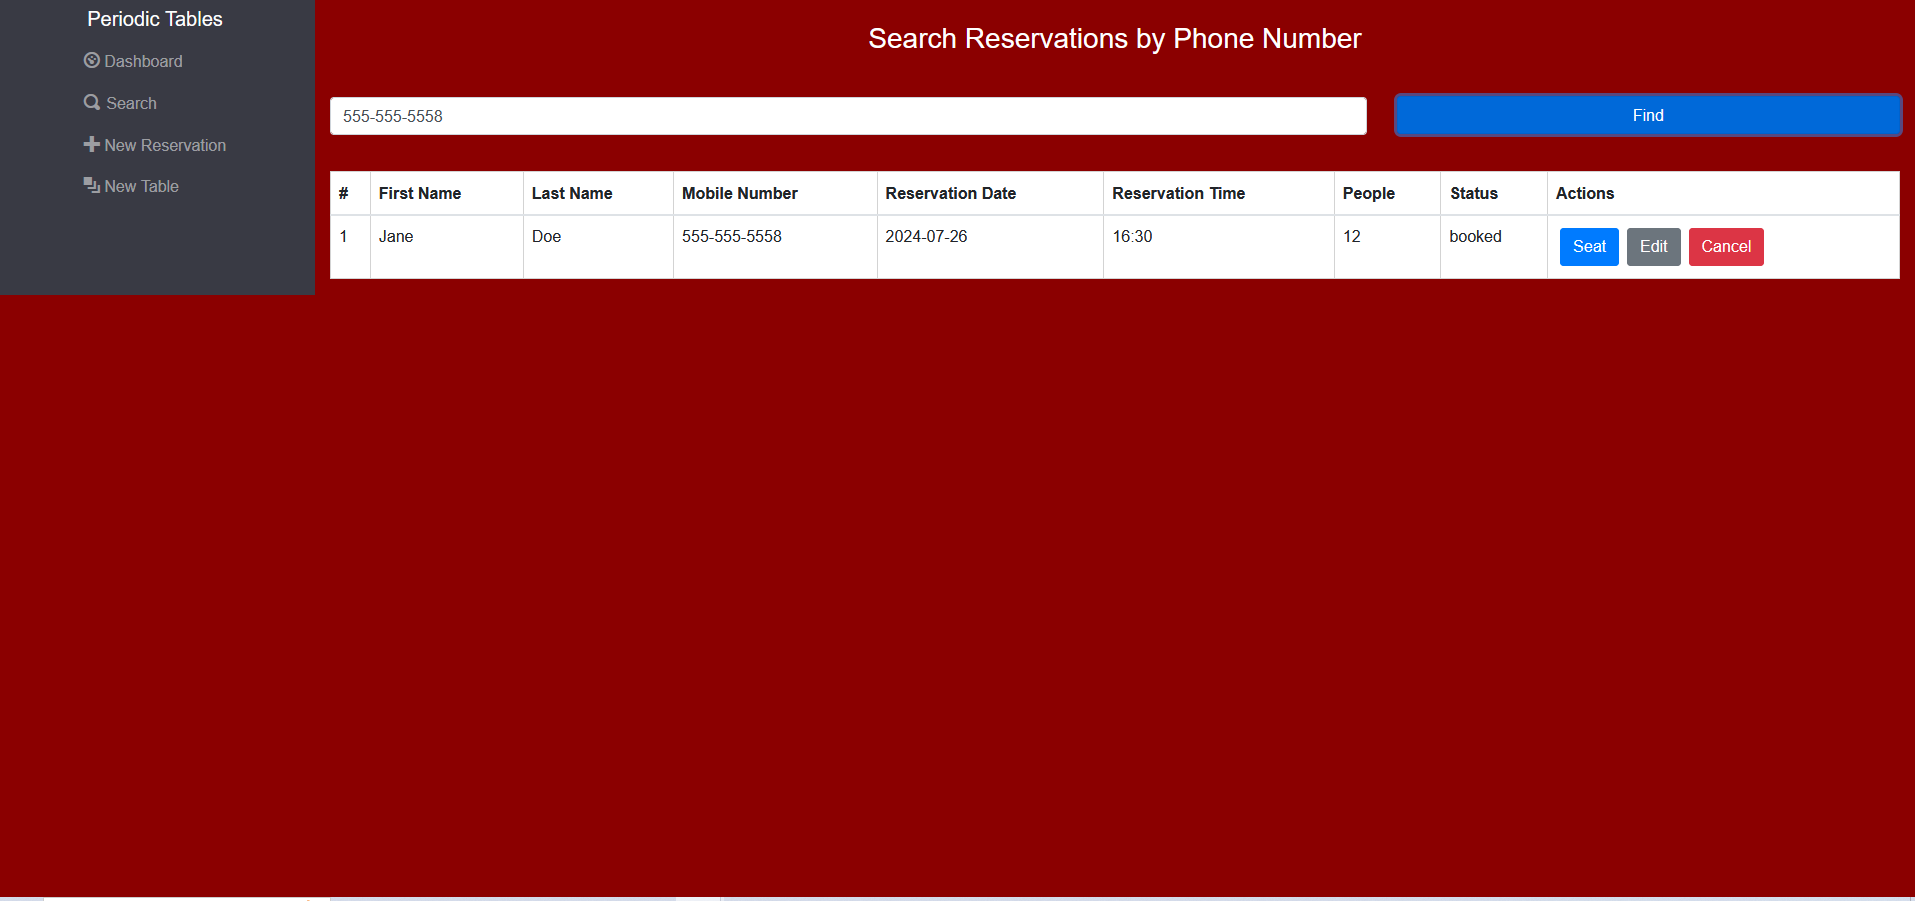 Periodic Tables
Dashboard
Search
New Reservation
New Table
Search Reservations by Phone Number
555-555-5558
Find
# First Name Last Name Mobile Number Reservation Date Reservation Time People Status Actions
1 Jane Doe 555-555-5558 2024-07-26 16:30 12 booked Seat Edit Cancel